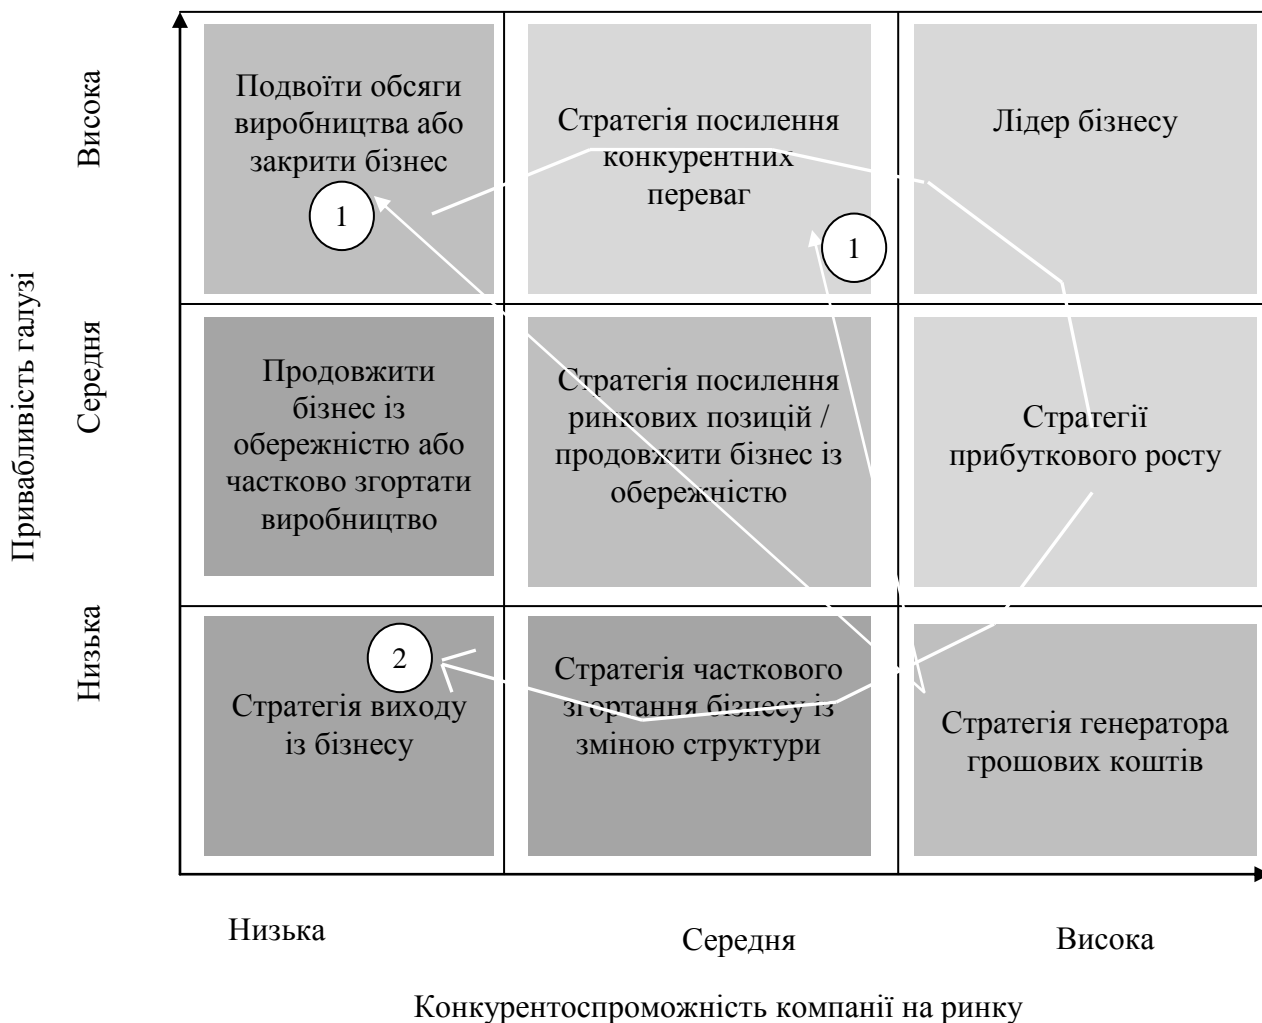 Привабливість галузі
Висока
Середня
Низька
Подвоїти обсяги
виробництва або
закрити бізнес
1
Стратегія посилення
конкурентних
переваг
1
Лідер бізнесу
Продовжити
бізнес із
обережністю або
частково згортати
виробництво
Стратегія посилення
ринкових позицій /
продовжити бізнес із
обережністю
Стратегії
прибуткового росту
2
Стратегія виходу
із бізнесу
Стратегія часткового
згортання бізнесу із
зміною структури
Стратегія генератора
грошових коштів
Низька
Середня
Висока
Конкурентоспроможність компанії на ринку